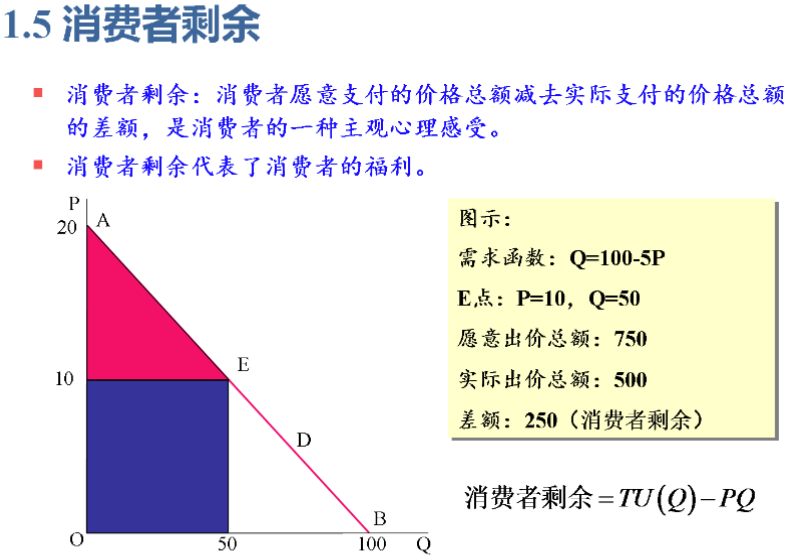 1.5 消费者剩余
消费者剩余：消费者愿意支付的价格总额减去实际支付的价格总额
的差额，是消费者的一种主观心理感受。
消费者剩余代表了消费者的福利。
P
20
A
10
E
D
B
O
50
100
Q
图示：
需求函数：Q=100-5P
E点：P=10，Q=50
愿意出价总额：750
实际出价总额：500
差额：250（消费者剩余）
消费者剩余=TU(Q)-PQ